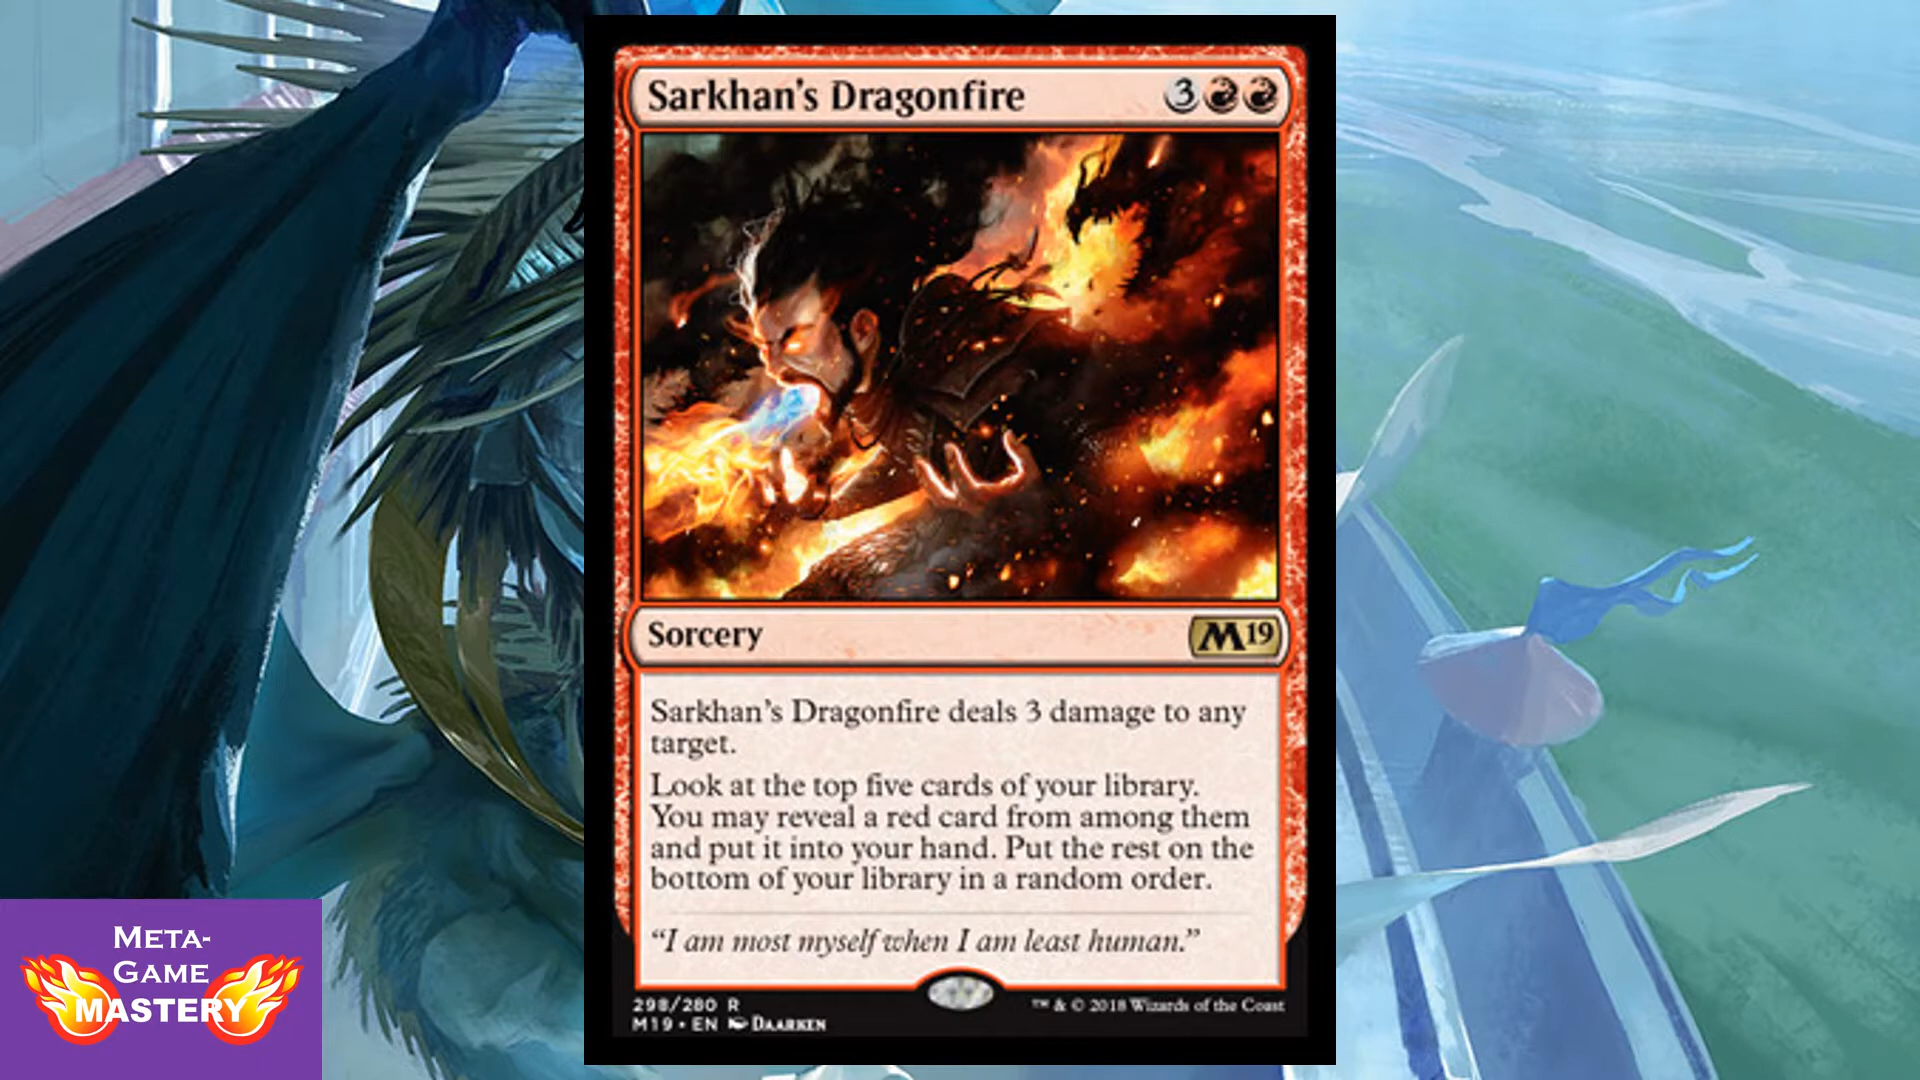 Sarkhan's Dragonfire 3
Sorcery
M19
Sarkhan's Dragonfire deals 3 damage to any
target.
Look at the top five cards of your library.
You may reveal a red card from among them
and put it into your hand. Put the rest on the
bottom of your library in a random order.
“I am most myself when I am least human.”
298/280 R
M19 • EN DAARKEN
™ & © 2018 Wizards of the Coast
META-
GAME
MASTERY